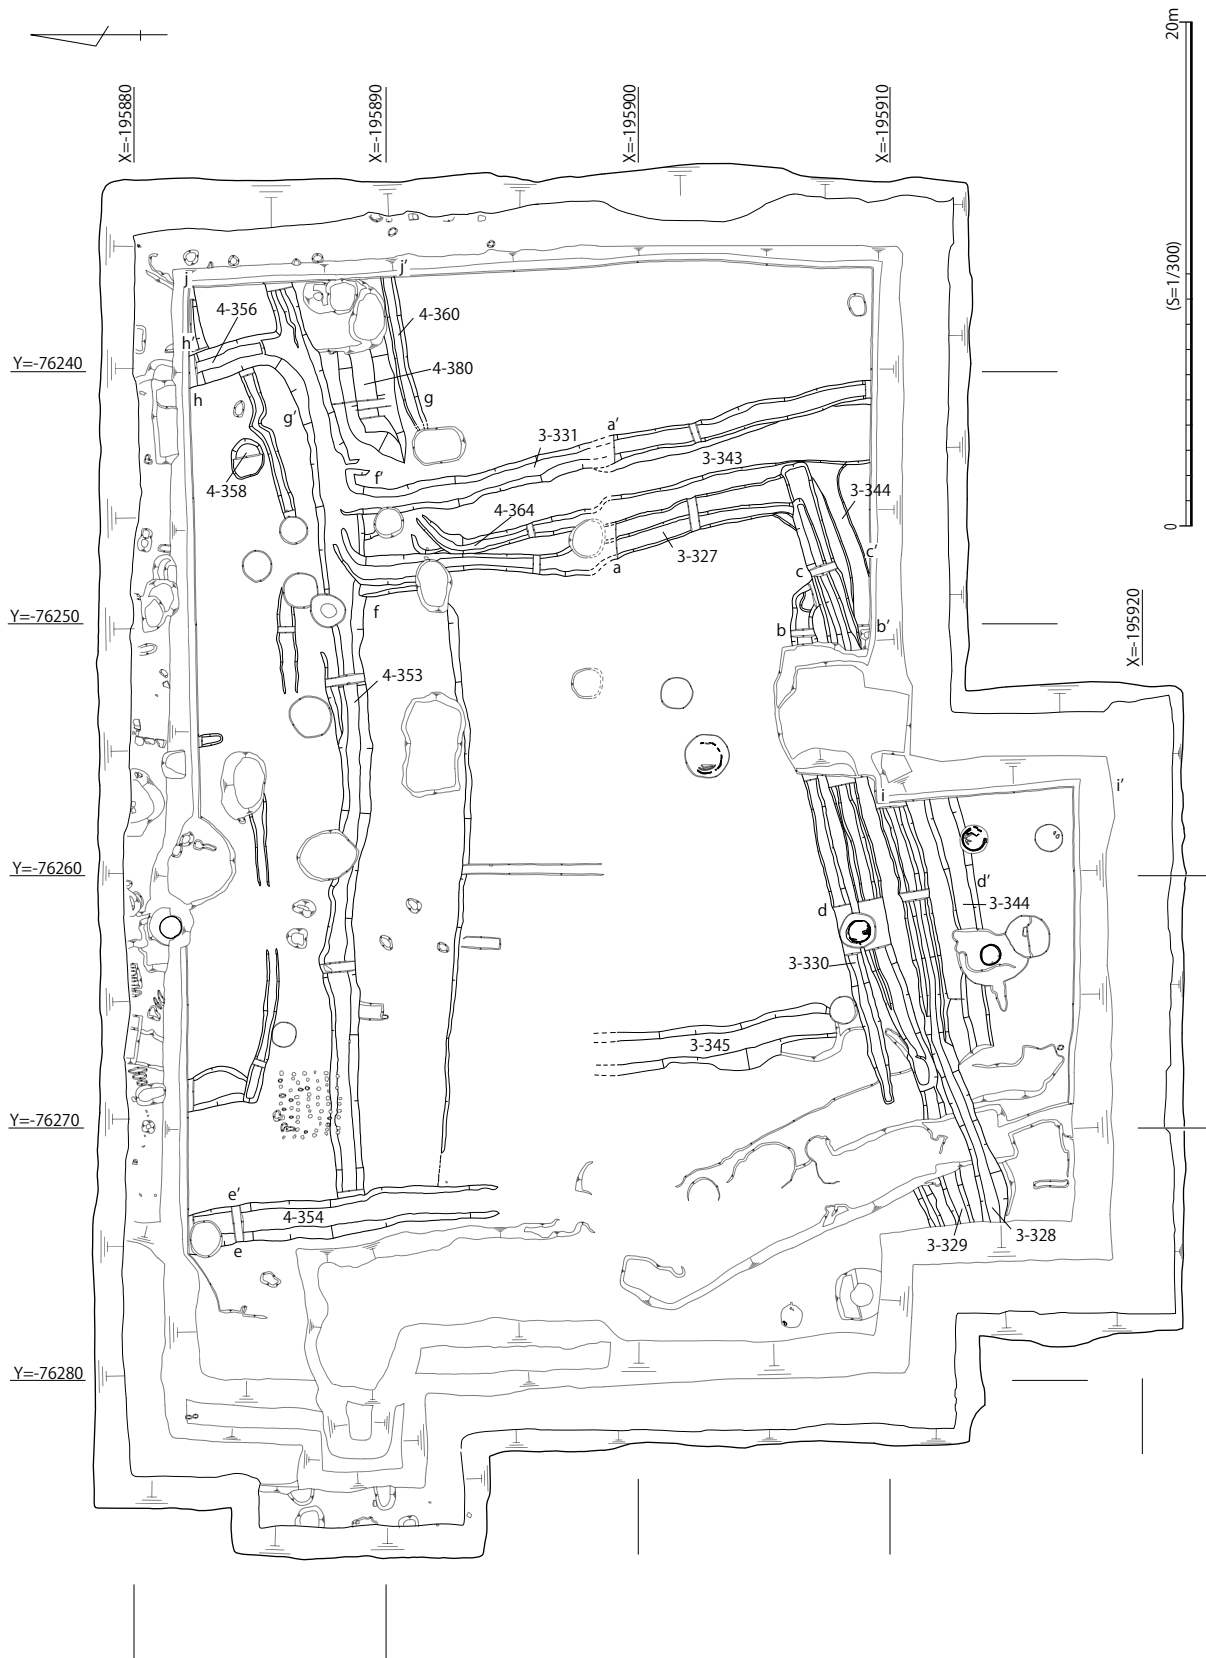 20m
(S=1/300)
0
X=-195880
X=-195890
X=-195900
X=-195910
X=-195920
Y=-76240
Y=-76250
Y=-76260
Y=-76270
Y=-76280
j
j'
4-356
4-360
h'
4-380
h
g
g'
a'
3-331
3-343
f'
4-358
3-344
4-364
3-327
c'
a
c
f
b
b'
4-353
i
i'
d'
d
3-344
3-330
3-345
e'
4-354
e
3-329
3-328